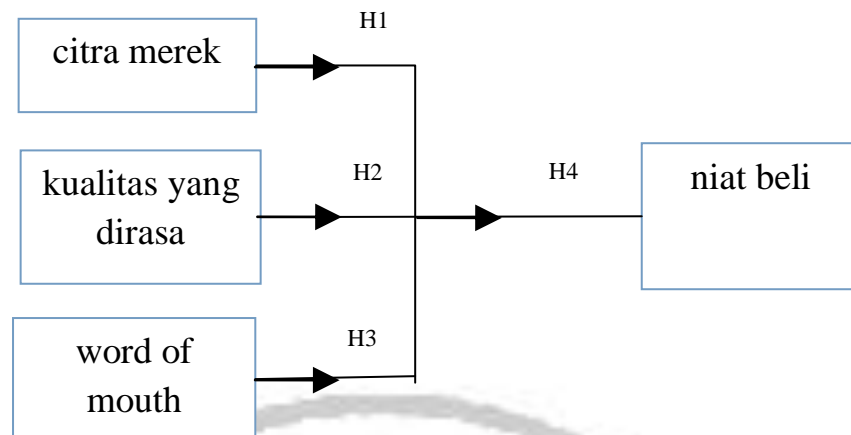 H1
citra merek
H2
kualitas yang
dirasa
H4
niat beli
H3
word of
mouth